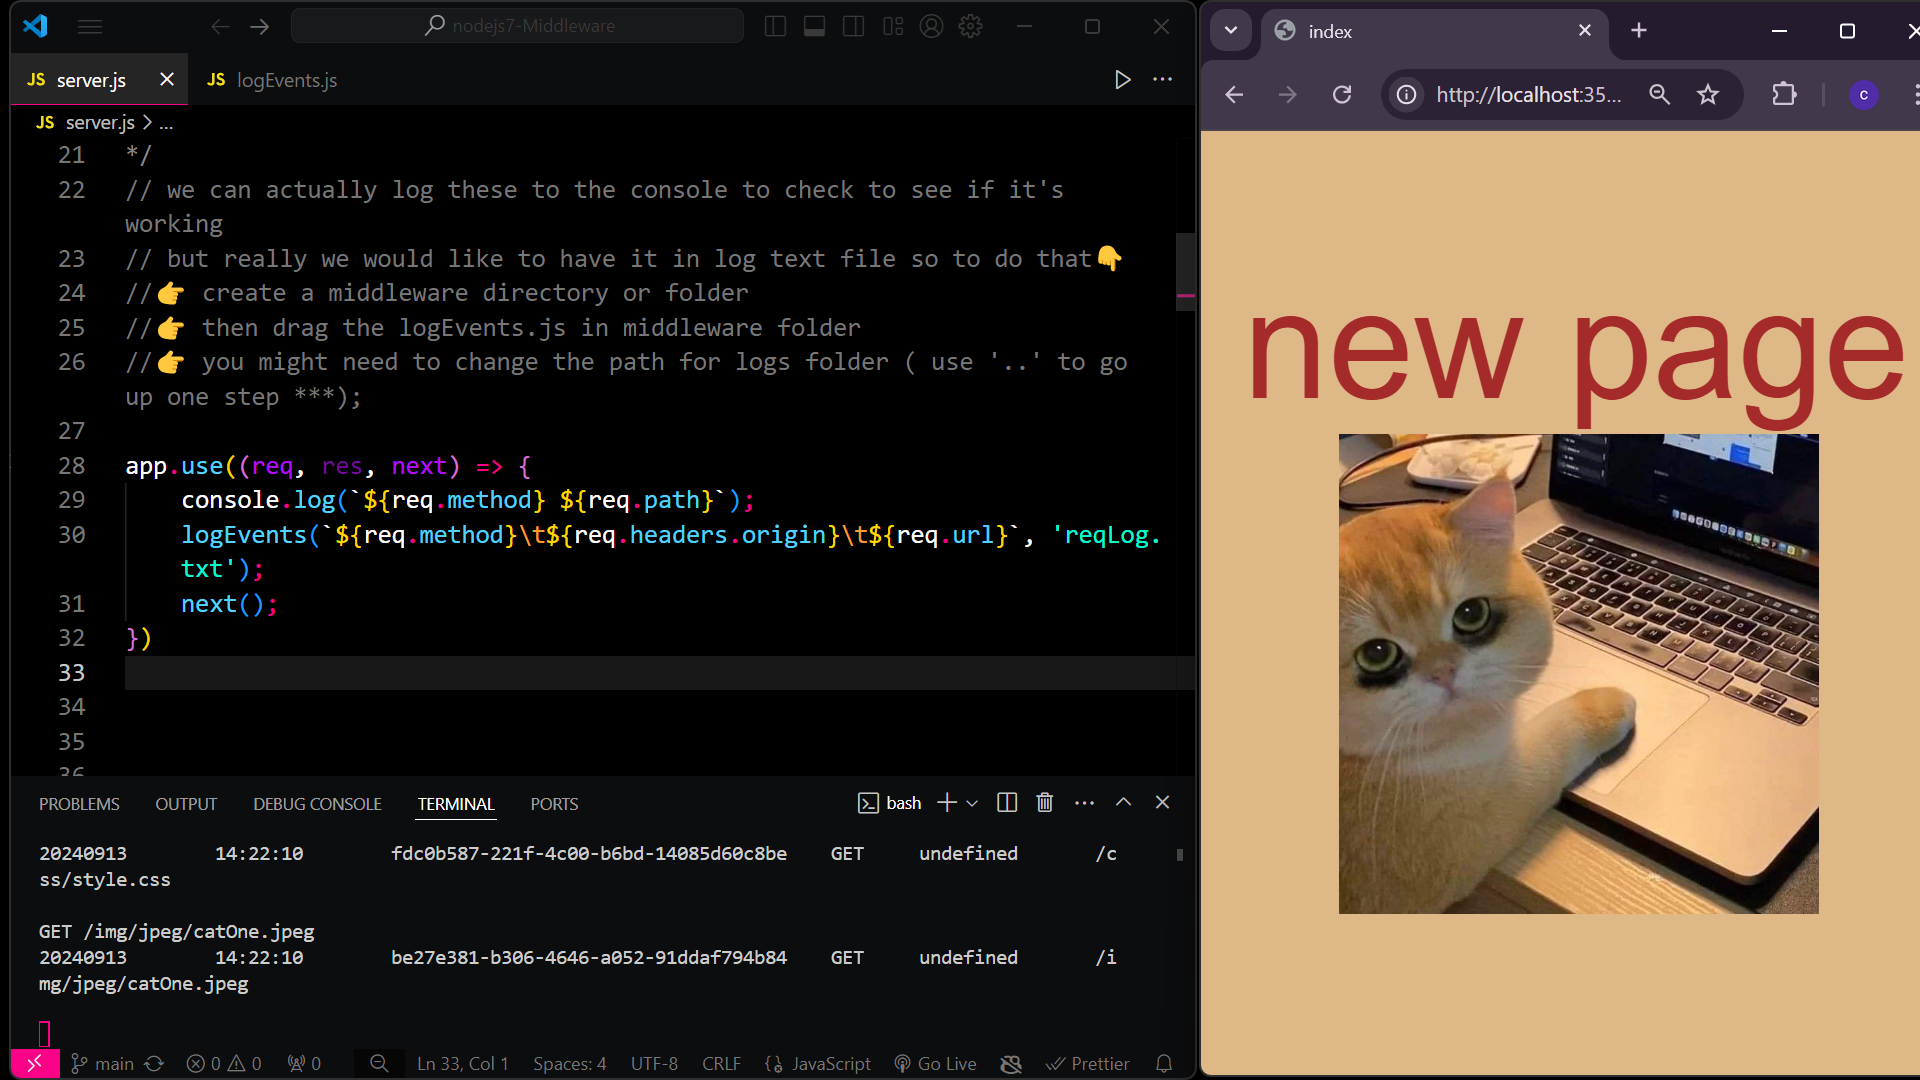 nodejs7-Middleware
JS server.js
JS logEvents.js
JS server.js > ...
21 */
22 // we can actually log these to the console to check to see if it's
working
23 // but really we would like to have it in log text file so to do that👇
24 //👉 create a middleware directory or folder
25 //👉 then drag the logEvents.js in middleware folder
26 //👉 you might need to change the path for logs folder ( use '..' to go
up one step ***);
27
28 app.use((req, res, next) => {
29 console.log(`${req.method} ${req.path}`);
30 logEvents(`${req.method}\t${req.headers.origin}\t${req.url}`, 'reqLog.
txt');
31 next();
32 })
33
34
35
36
PROBLEMS OUTPUT DEBUG CONSOLE TERMINAL PORTS
bash
20240913 14:22:10 fdc0b587-221f-4c00-b6bd-14085d60c8be GET undefined /c
ss/style.css
GET /img/jpeg/catOne.jpeg
20240913 14:22:10 be27e381-b306-4646-a052-91ddaf794b84 GET undefined /i
mg/jpeg/catOne.jpeg
main 0 0 0 Ln 33, Col 1 Spaces: 4 UTF-8 CRLF {} JavaScript Go Live Prettier
index
http://localhost:35...
c
new page